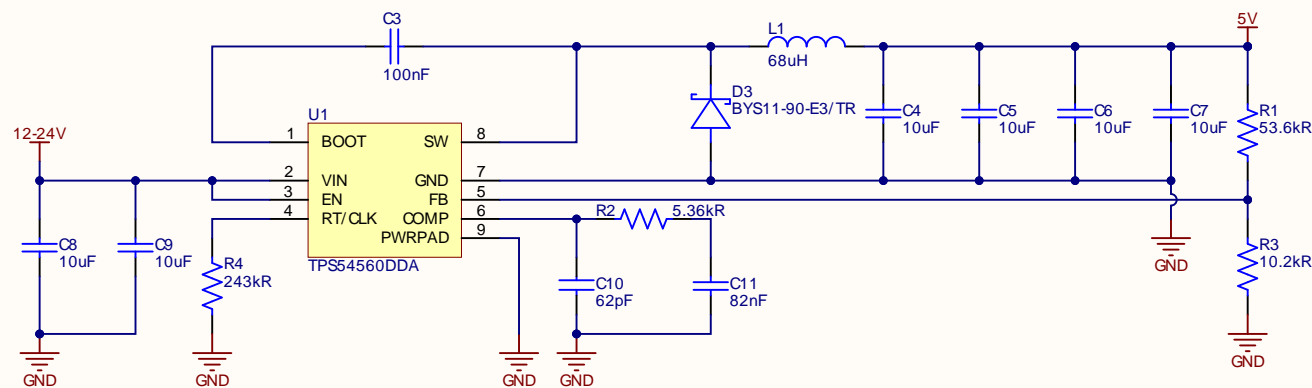 C3
100nF
L1
68uH
5V
D3
BYS11-90-E3/TR
C4
10uF
C5
10uF
C6
10uF
C7
10uF
R1
53.6kR
12-24V
U1
1 BOOT SW 8
2 VIN GND 7
3 EN FB 5
4 RT/CLK COMP 6
PWRPAD 9
TPS54560DDA
R2 5.36kR
C8
10uF
C9
10uF
R4
243kR
C10
62pF
C11
82nF
R3
10.2kR
GND
GND
GND
GND
GND
GND